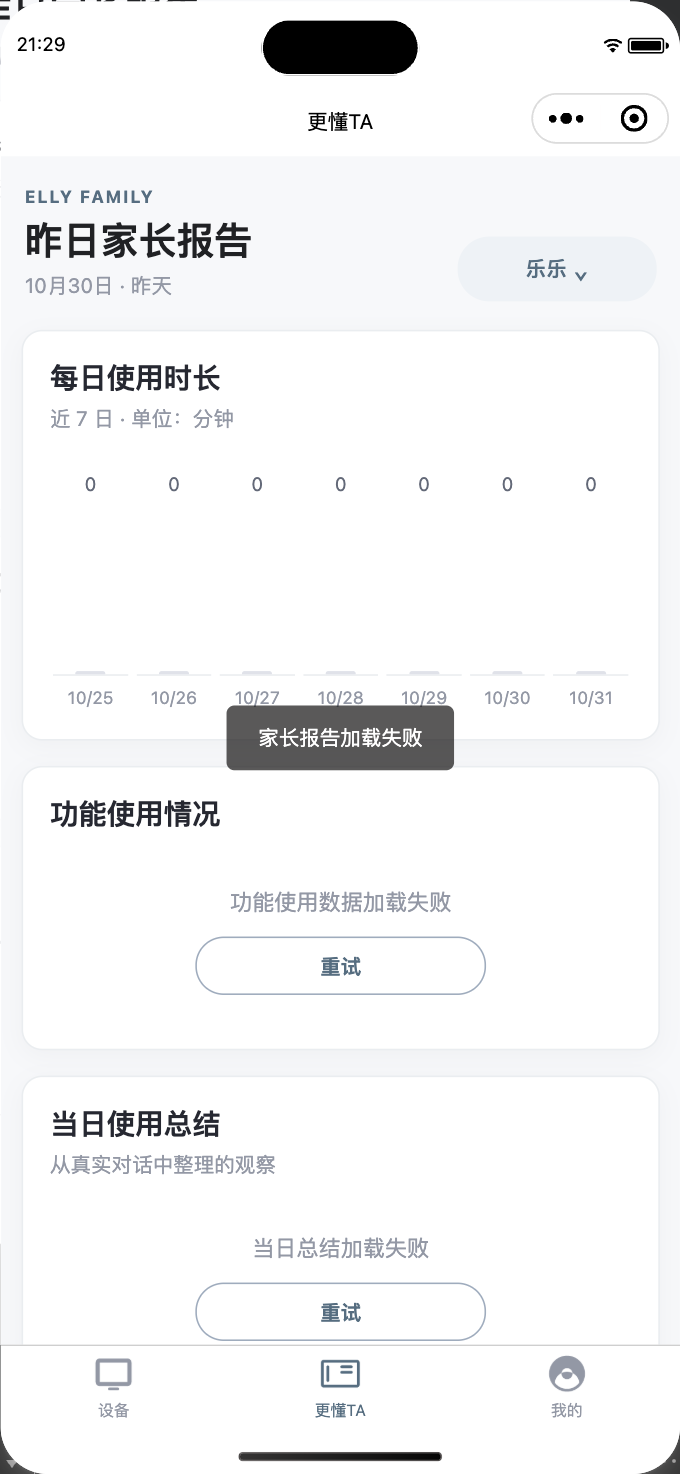 21:29
更懂TA
ELLY FAMILY
昨日家长报告
10月30日 · 昨天
乐乐
每日使用时长
近 7 日 · 单位：分钟
0 0 0 0 0 0 0
10/25 10/26 10/27 10/28 10/29 10/30 10/31
家长报告加载失败
功能使用情况
功能使用数据加载失败
重试
当日使用总结
从真实对话中整理的观察
当日总结加载失败
重试
设备 更懂TA 我的